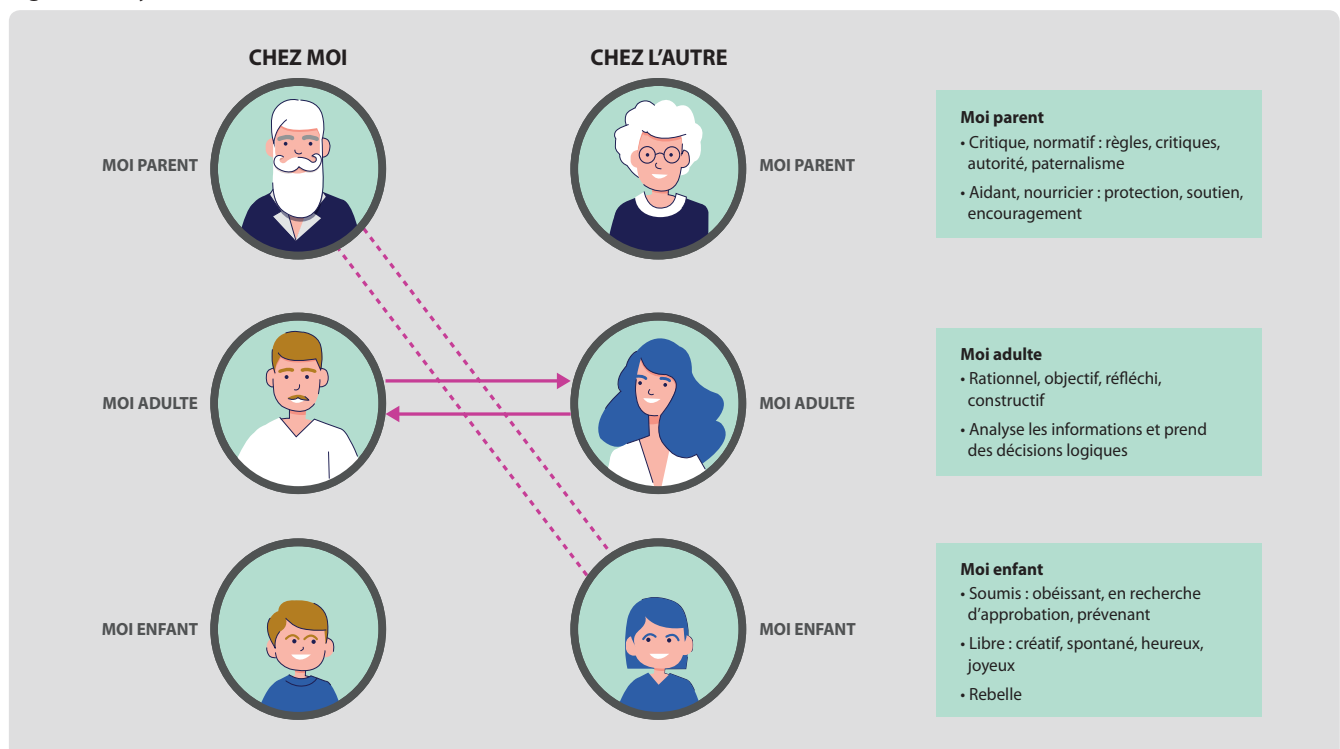 CHEZ MOI
CHEZ L'AUTRE
MOI PARENT
MOI PARENT
Moi parent
• Critique, normatif : règles, critiques,
autorité, paternalisme
• Aidant, nourricier : protection, soutien,
encouragement
MOI ADULTE
MOI ADULTE
Moi adulte
• Rationnel, objectif, réfléchi,
constructif
• Analyse les informations et prend
des décisions logiques
MOI ENFANT
MOI ENFANT
Moi enfant
• Soumis : obéissant, en recherche
d'approbation, prévenant
• Libre : créatif, spontané, heureux,
joyeux
• Rebelle